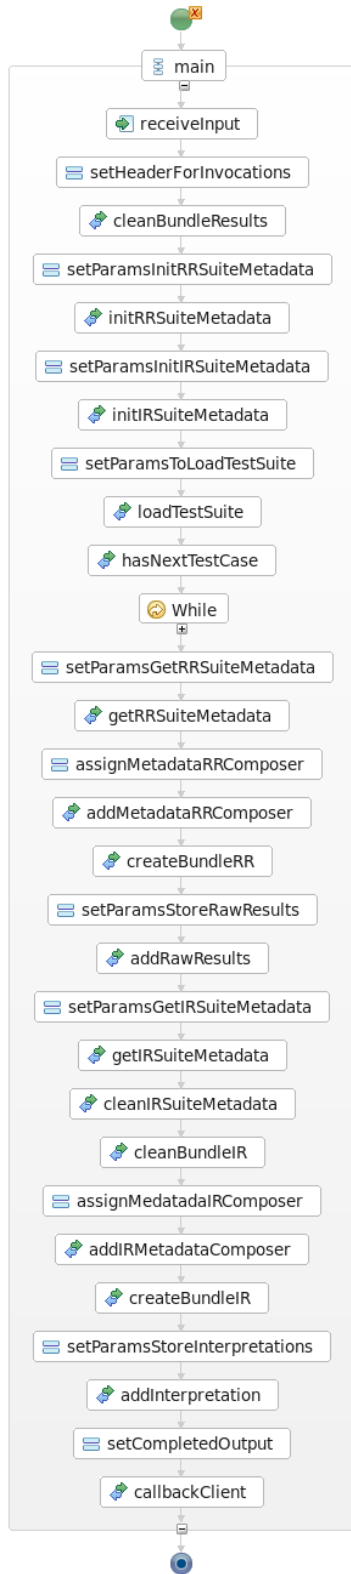 main
receiveInput
setHeaderForInvocations
cleanBundleResults
setParamsInitRRSuiteMetadata
initRRSuiteMetadata
setParamsInitIRSuiteMetadata
initIRSuiteMetadata
setParamsToLoadTestSuite
loadTestSuite
hasNextTestCase
While
setParamsGetRRSuiteMetadata
getRRSuiteMetadata
assignMetadataRRComposer
addMetadataRRComposer
createBundleRR
setParamsStoreRawResults
addRawResults
setParamsGetIRSuiteMetadata
getIRSuiteMetadata
cleanIRSuiteMetadata
cleanBundleIR
assignMedatadaIRComposer
addIRMetadataComposer
createBundleIR
setParamsStoreInterpretations
addInterpretation
setCompletedOutput
callbackClient